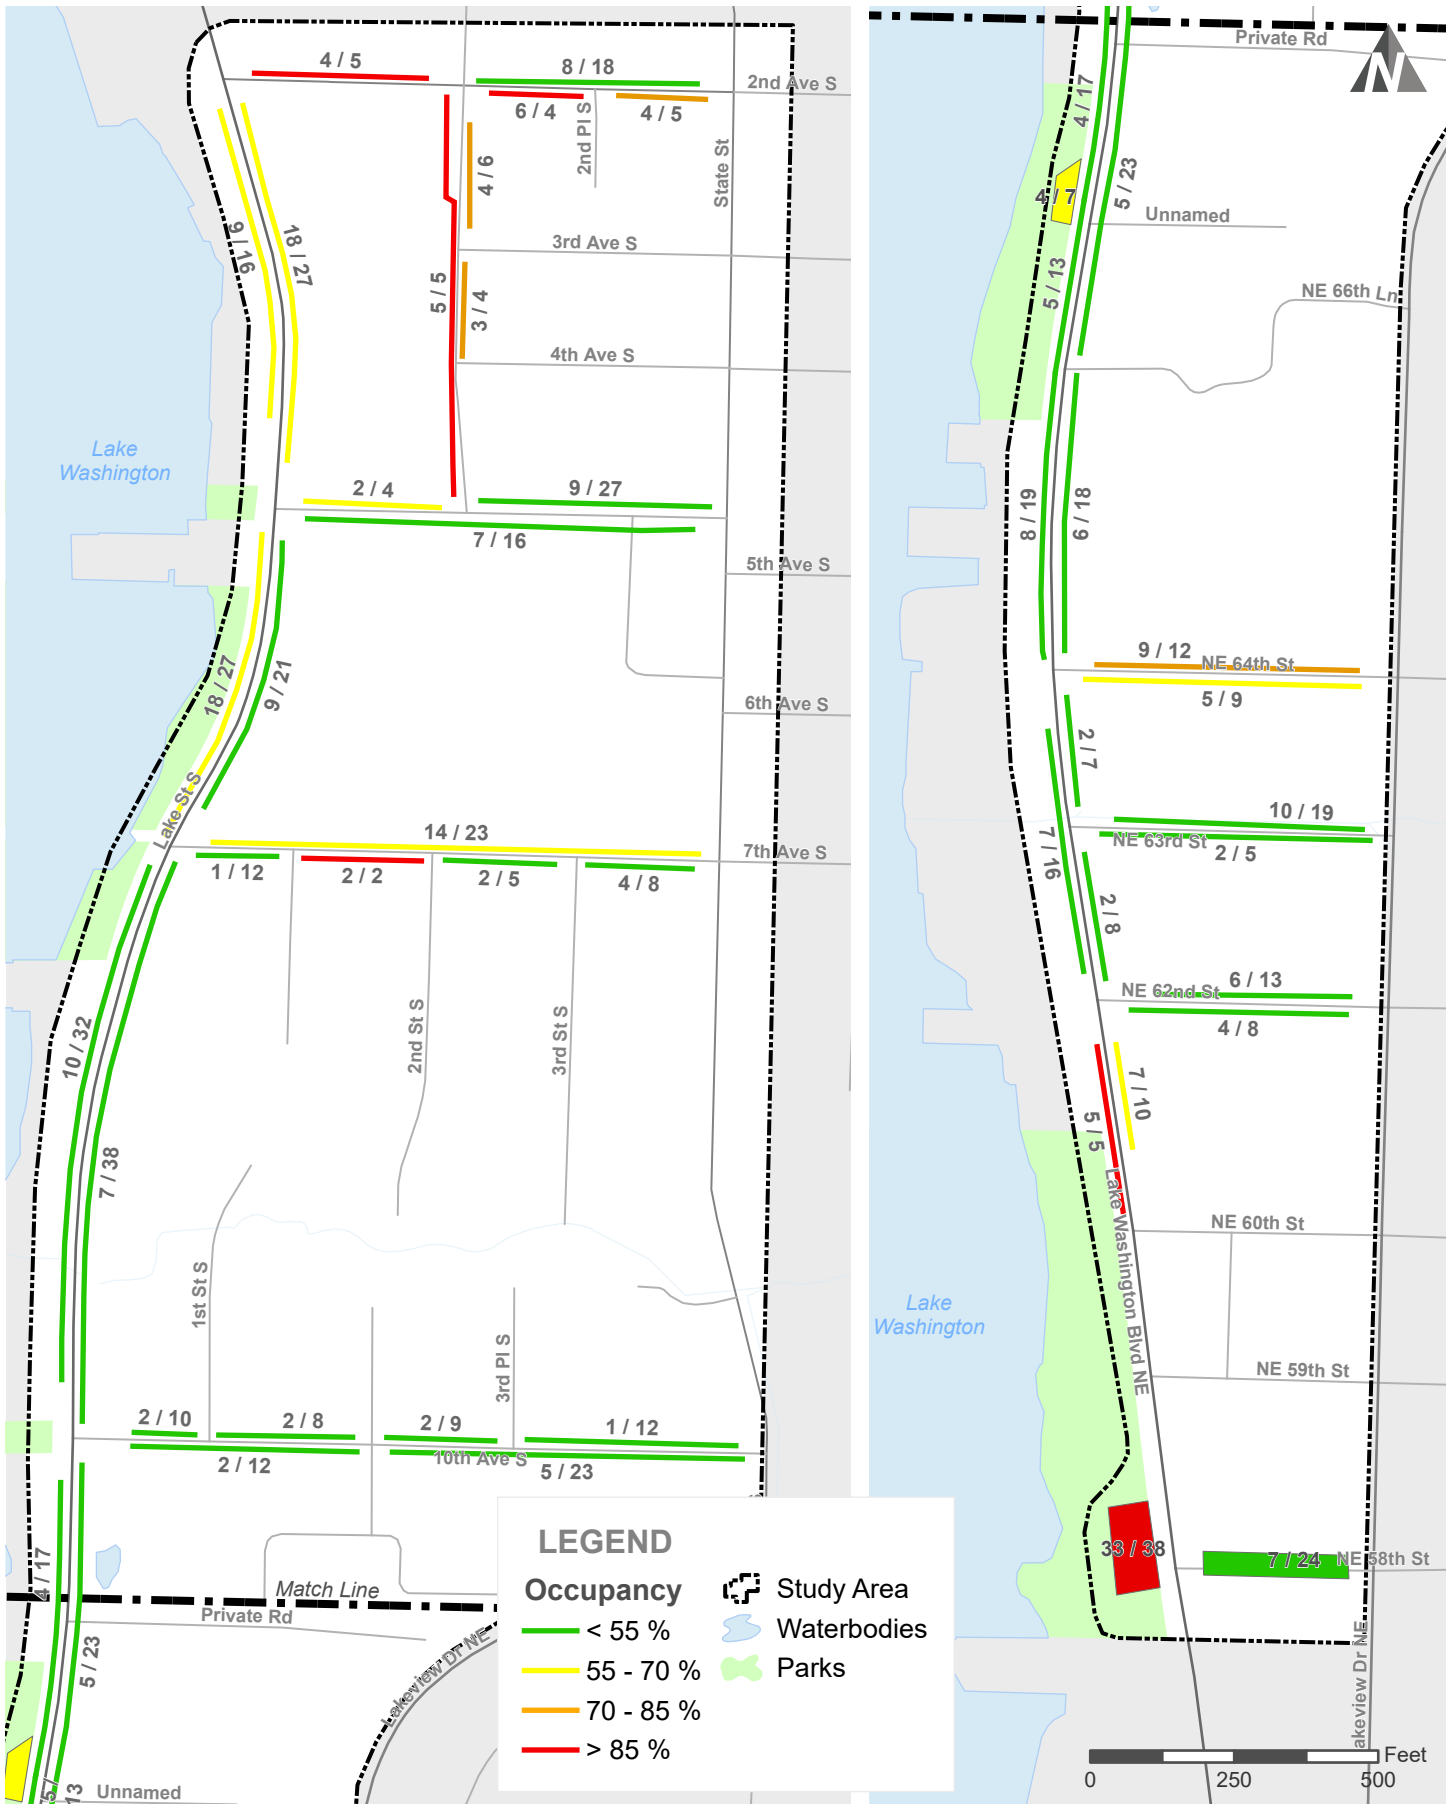 4 / 5
8 / 18
2nd Ave S
6 / 4
4 / 5
2nd Pl S
State St
4 / 6
9 / 16
18 / 27
3rd Ave S
5 / 5
3 / 4
4th Ave S
Lake
Washington
2 / 4
9 / 27
7 / 16
5th Ave S
18 / 27
9 / 21
6th Ave S
Lake St S
14 / 23
7th Ave S
1 / 12
2 / 2
2 / 5
4 / 8
10 / 32
2nd St S
3rd St S
7 / 38
1st St S
3rd Pl S
2 / 10
2 / 8
2 / 9
1 / 12
2 / 12
10th Ave S
5 / 23
4 / 17
Match Line
Private Rd
5 / 23
Lakeview Dr NE
Unnamed
5 /
13
LEGEND
Occupancy
< 55 %
55 - 70 %
70 - 85 %
> 85 %
Study Area
Waterbodies
Parks
Private Rd
N
4 / 17
5 / 23
4 / 7
Unnamed
5 / 13
NE 66th Ln
8 / 19
6 / 18
9 / 12
NE 64th St
5 / 9
2 / 7
10 / 19
NE 63rd St
2 / 5
7 / 16
2 / 8
6 / 13
NE 62nd St
4 / 8
7 / 10
5 / 5
Lake Washington Blvd NE
NE 60th St
Lake
Washington
NE 59th St
33 / 38
7 / 24
NE 58th St
akeview Dr NE
Feet
0
250
500